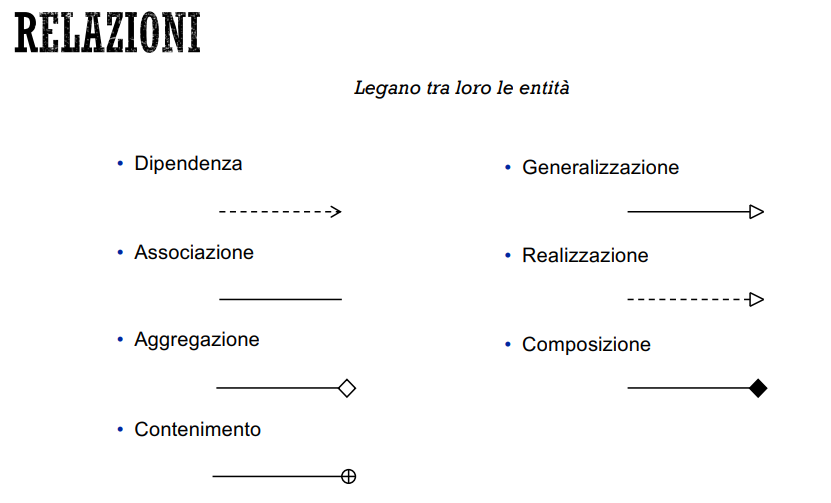 RELAZIONI
Legano tra loro le entità
• Dipendenza
• Associazione
• Aggregazione
• Contenimento
• Generalizzazione
• Realizzazione
• Composizione